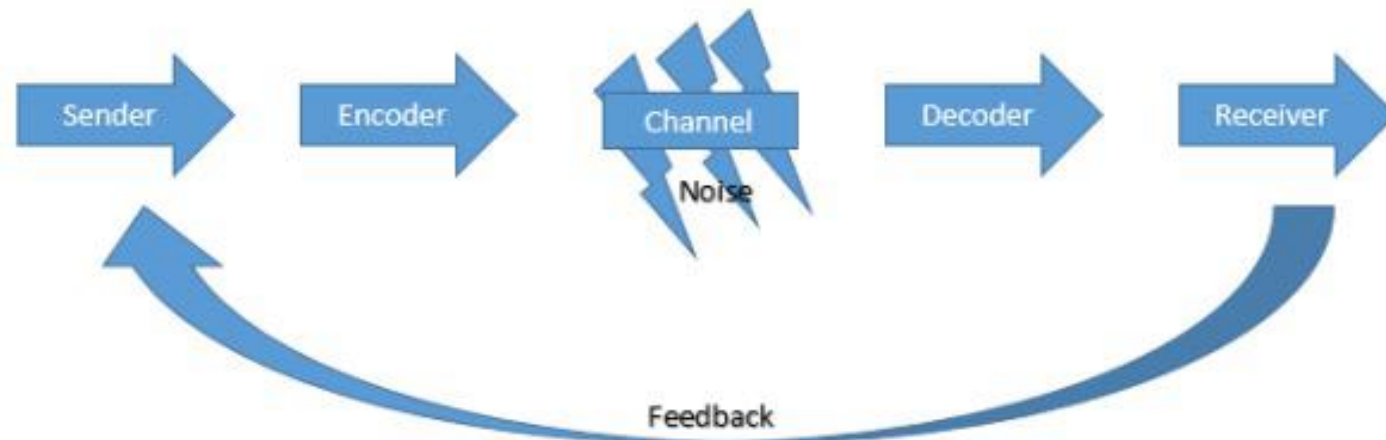 Sender
Encoder
Channel
Decoder
Receiver
Noise
Feedback